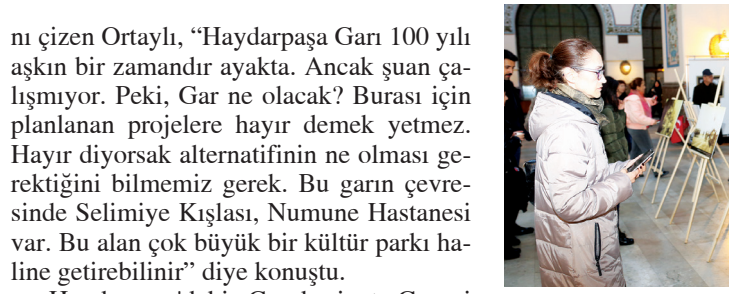 nı çizen Ortaylı, “Haydarpaşa Garı 100 yılı
aşkın bir zamandır ayakta. Ancak şuan ça-
lışmıyor. Peki, Gar ne olacak? Burası için
planlanan projelere hayır demek yetmez.
Hayır diyorsak alternatifinin ne olması ge-
rektiğini bilmemiz gerek. Bu garın çevre-
sinde Selimiye Kışlası, Numune Hastanesi
var. Bu alan çok büyük bir kültür parkı ha-
line getirebilinir” diye konuştu.